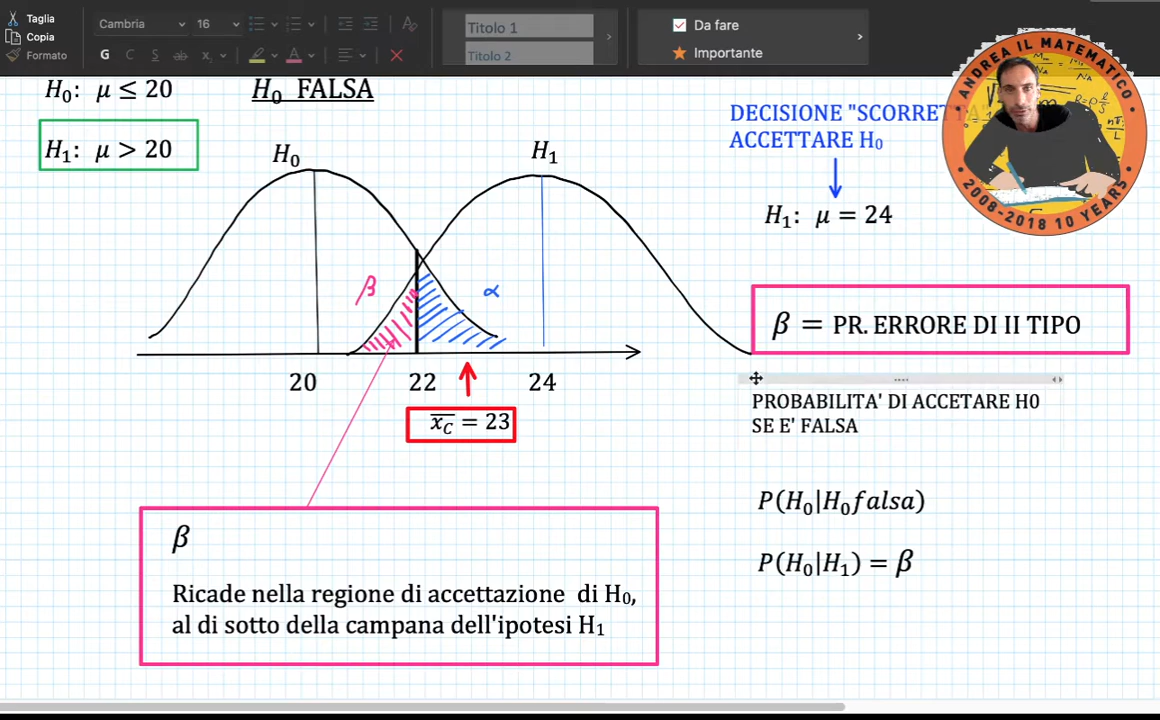 Taglia
Copia
Formato
Cambria 16
G C S ab x A
Titolo 1
Titolo 2
Da fare
Importante
H₀: μ ≤ 20
H₀ FALSA
H₁: μ > 20
DECISIONE "SCORRETTA"
ACCETTARE H₀
H₁: μ = 24
ANDREA IL MATEMATICO
2008-2018 10 YEARS
H₀
H₁
β
α
20
22
24
x̅_C = 23
β = PR. ERRORE DI II TIPO
PROBABILITA' DI ACCETARE H0
SE E' FALSA
P(H₀|H₀falsa)
P(H₀|H₁) = β
β
Ricade nella regione di accettazione di H₀,
al di sotto della campana dell'ipotesi H₁